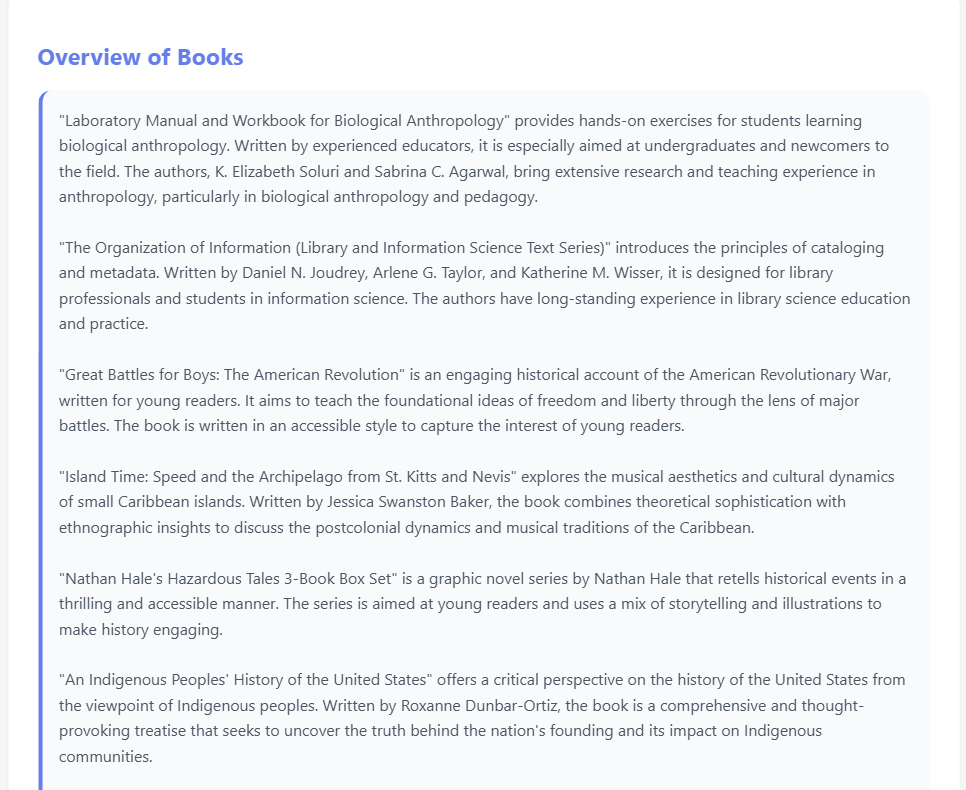 Overview of Books
"Laboratory Manual and Workbook for Biological Anthropology" provides hands-on exercises for students learning
biological anthropology. Written by experienced educators, it is especially aimed at undergraduates and newcomers to
the field. The authors, K. Elizabeth Soluri and Sabrina C. Agarwal, bring extensive research and teaching experience in
anthropology, particularly in biological anthropology and pedagogy.
"The Organization of Information (Library and Information Science Text Series)" introduces the principles of cataloging
and metadata. Written by Daniel N. Joudrey, Arlene G. Taylor, and Katherine M. Wisser, it is designed for library
professionals and students in information science. The authors have long-standing experience in library science education
and practice.
"Great Battles for Boys: The American Revolution" is an engaging historical account of the American Revolutionary War,
written for young readers. It aims to teach the foundational ideas of freedom and liberty through the lens of major
battles. The book is written in an accessible style to capture the interest of young readers.
"Island Time: Speed and the Archipelago from St. Kitts and Nevis" explores the musical aesthetics and cultural dynamics
of small Caribbean islands. Written by Jessica Swanston Baker, the book combines theoretical sophistication with
ethnographic insights to discuss the postcolonial dynamics and musical traditions of the Caribbean.
"Nathan Hale's Hazardous Tales 3-Book Box Set" is a graphic novel series by Nathan Hale that retells historical events in a
thrilling and accessible manner. The series is aimed at young readers and uses a mix of storytelling and illustrations to
make history engaging.
"An Indigenous Peoples' History of the United States" offers a critical perspective on the history of the United States from
the viewpoint of Indigenous peoples. Written by Roxanne Dunbar-Ortiz, the book is a comprehensive and thought-
provoking treatise that seeks to uncover the truth behind the nation's founding and its impact on Indigenous
communities.